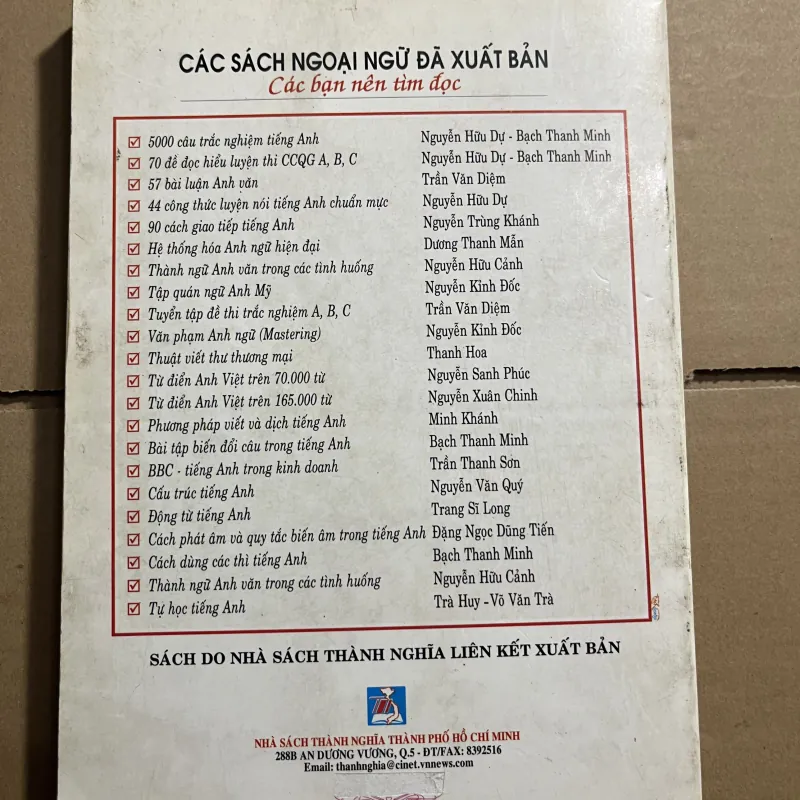 CÁC SÁCH NGOẠI NGỮ ĐÃ XUẤT BẢN
Các bạn nên tìm đọc
5000 câu trắc nghiệm tiếng Anh Nguyễn Hữu Dự - Bạch Thanh Minh
70 đề đọc hiểu luyện thi CCQG A, B, C Nguyễn Hữu Dự - Bạch Thanh Minh
57 bài luận Anh văn Trần Văn Diệm
44 công thức luyện nói tiếng Anh chuẩn mực Nguyễn Hữu Dự
90 cách giao tiếp tiếng Anh Nguyễn Trùng Khánh
Hệ thống hóa Anh ngữ hiện đại Dương Thanh Mẫn
Thành ngữ Anh văn trong các tình huống Nguyễn Hữu Cảnh
Tập quán ngữ Anh Mỹ Nguyễn Kinh Đốc
Tuyển tập đề thi trắc nghiệm A, B, C Trần Văn Diệm
Văn phạm Anh ngữ (Mastering) Nguyễn Kinh Đốc
Thuật viết thư thương mại Thanh Hoa
Từ điển Anh Việt trên 70.000 từ Nguyễn Sanh Phúc
Từ điển Anh Việt trên 165.000 từ Nguyễn Xuân Chinh
Phương pháp viết và dịch tiếng Anh Minh Khánh
Bài tập biến đổi câu trong tiếng Anh Bạch Thanh Minh
BBC - tiếng Anh trong kinh doanh Trần Thanh Sơn
Cấu trúc tiếng Anh Nguyễn Văn Quý
Động từ tiếng Anh Trang Sĩ Long
Cách phát âm và quy tắc biến âm trong tiếng Anh Đặng Ngọc Dũng Tiến
Cách dùng các thì tiếng Anh Bạch Thanh Minh
Thành ngữ Anh văn trong các tình huống Nguyễn Hữu Cảnh
Tự học tiếng Anh Trà Huy -Võ Văn Trà
SÁCH DO NHÀ SÁCH THÀNH NGHĨA LIÊN KẾT XUẤT BẢN
NHÀ SÁCH THÀNH NGHĨA THÀNH PHỐ HỒ CHÍ MINH
288B AN DƯƠNG VƯƠNG, Q.5 - ĐT/FAX: 8392516
Email: thanhnghia@cinet.vnnews.com